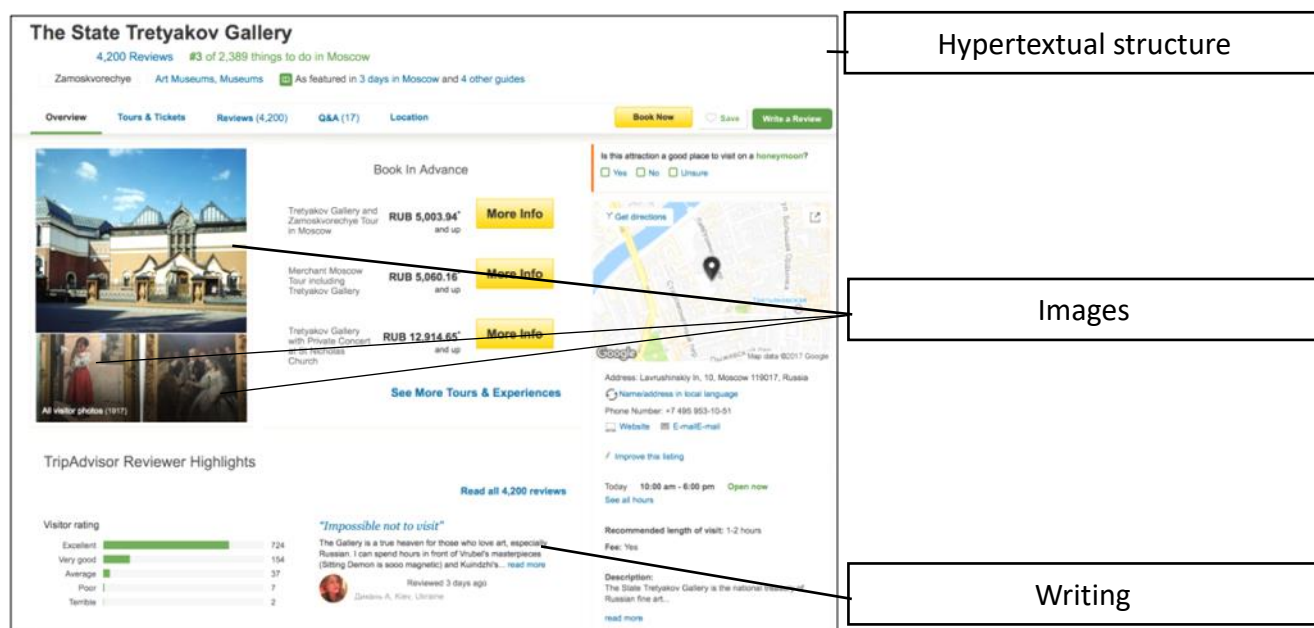 The State Tretyakov Gallery
4,200 Reviews #3 of 2,389 things to do in Moscow
Zamoskvorechye Art Museums, Museums As featured in 3 days in Moscow and 4 other guides
Overview Tours & Tickets Reviews (4,200) Q&A (17) Location Book Now Save Write a Review
Book In Advance
Tretyakov Gallery and
Zamoskvorechye Tour
in Moscow
RUB 5,003.94*
and up
More Info
Merchant Moscow
Tour including
Tretyakov Gallery
RUB 5,060.16*
and up
More Info
Tretyakov Gallery
with Private Concert
at St Nicholas
Church
RUB 12,914.65*
and up
More Info
See More Tours & Experiences
All visitor photos (1917)
Is this attraction a good place to visit on a honeymoon?
Yes No Unsure
Get directions
Google
Map data ©2017 Google
Address: Lavrushinskiy ln, 10, Moscow 119017, Russia
Name/address in local language
Phone Number: +7 495 953-10-51
Website E-mailE-mail
Improve this listing
Today 10:00 am - 6:00 pm Open now
See all hours
Recommended length of visit: 1-2 hours
Fee: Yes
Description:
The State Tretyakov Gallery is the national treasury of
Russian fine art...
read more
TripAdvisor Reviewer Highlights
Read all 4,200 reviews
Visitor rating
Excellent 724
Very good 154
Average 37
Poor 7
Terrible 2
"Impossible not to visit"
The Gallery is a true heaven for those who love art, especially
Russian. I can spend hours in front of Vrubel's masterpieces
(Sitting Demon is sooo magnetic) and Kuindzhi's... read more
Reviewed 3 days ago
A, Kiev, Ukraine
Hypertextual structure
Images
Writing